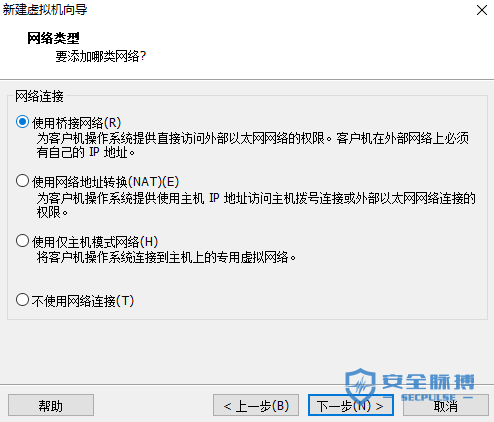 新建虚拟机向导
网络类型
要添加哪类网络?
网络连接
使用桥接网络(R)
为客户机操作系统提供直接访问外部以太网网络的权限。客户机在外部网络上必须
有自己的 IP 地址。
使用网络地址转换(NAT)(E)
为客户机操作系统提供使用主机 IP 地址访问主机拨号连接或外部以太网网络连接的
权限。
使用仅主机模式网络(H)
将客户机操作系统连接到主机上的专用虚拟网络。
不使用网络连接(T)
安全脉搏
SECPULSE
帮助
< 上一步(B)
下一步(N) >
取消